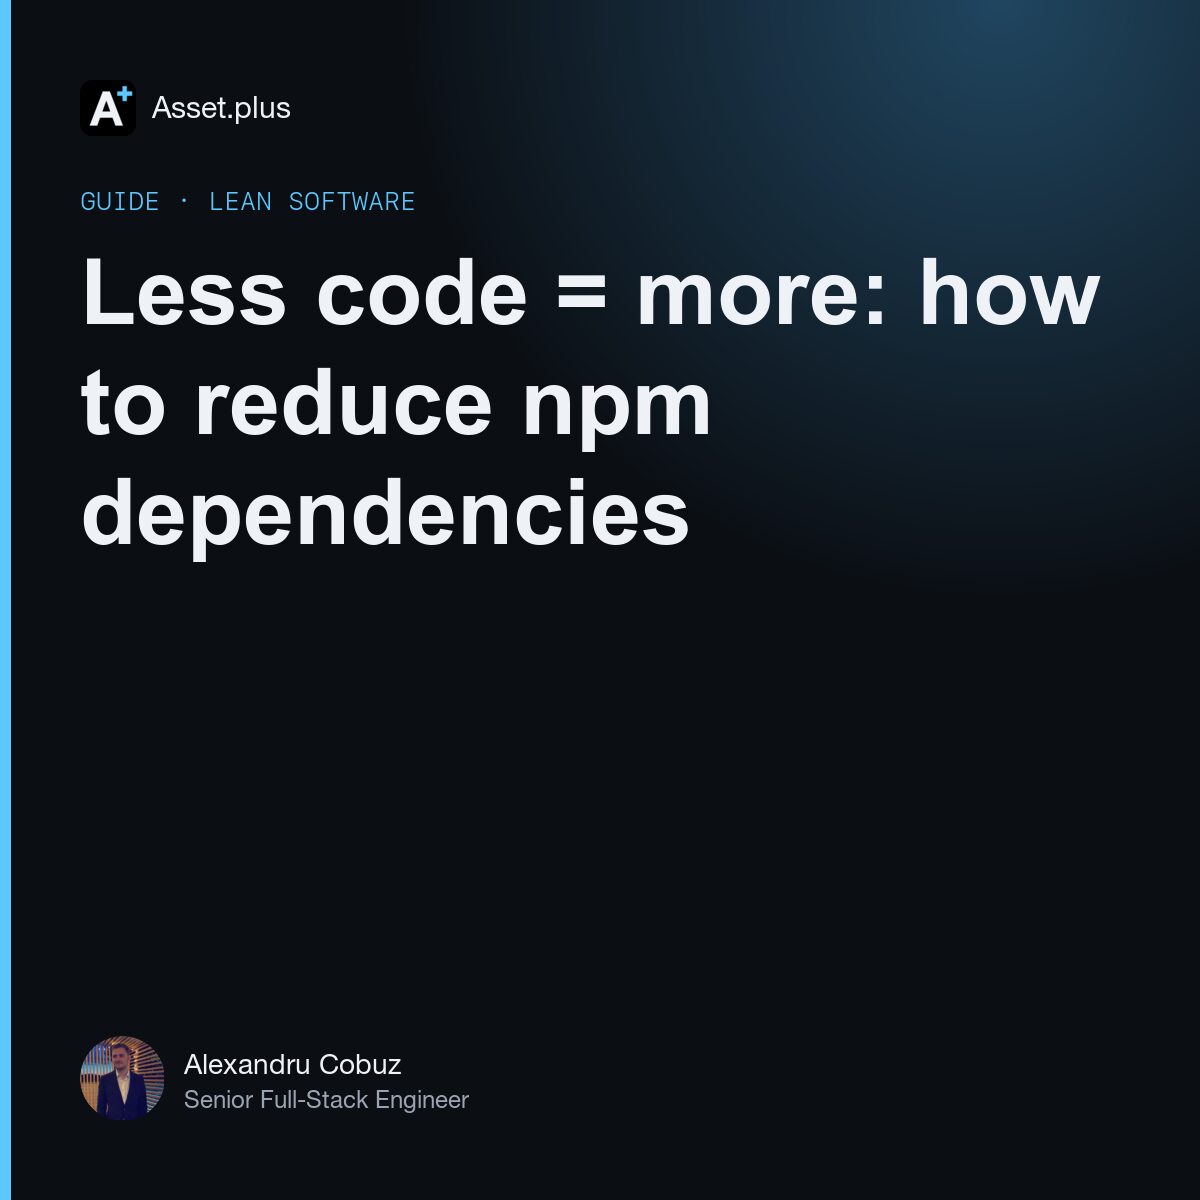 A+ Asset.plus
GUIDE · LEAN SOFTWARE
Less code = more: how
to reduce npm
dependencies
Alexandru Cobuz
Senior Full-Stack Engineer